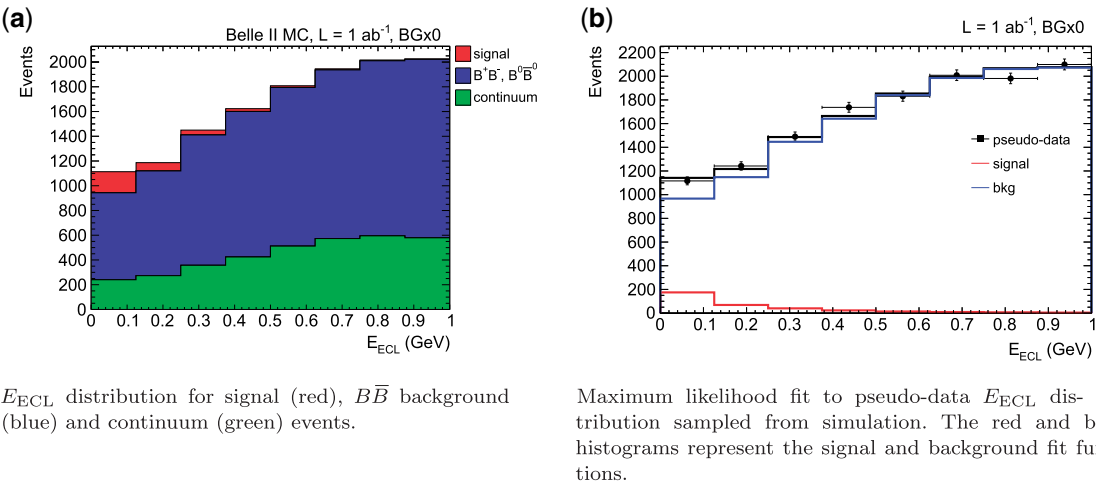 (a)
Belle II MC, L = 1 ab⁻¹, BGx0
Events
2000
1800
1600
1400
1200
1000
800
600
400
200
0
0 0.1 0.2 0.3 0.4 0.5 0.6 0.7 0.8 0.9 1
E_ECL (GeV)
signal
B⁺B⁻, B⁰B̅⁰
continuum
E_ECL distribution for signal (red), BB̅ background
(blue) and continuum (green) events.
(b)
L = 1 ab⁻¹, BGx0
Events
2200
2000
1800
1600
1400
1200
1000
800
600
400
200
0
0 0.1 0.2 0.3 0.4 0.5 0.6 0.7 0.8 0.9 1
E_ECL (GeV)
pseudo-data
signal
bkg
Maximum likelihood fit to pseudo-data E_ECL dis-
tribution sampled from simulation. The red and b
histograms represent the signal and background fit fu
tions.